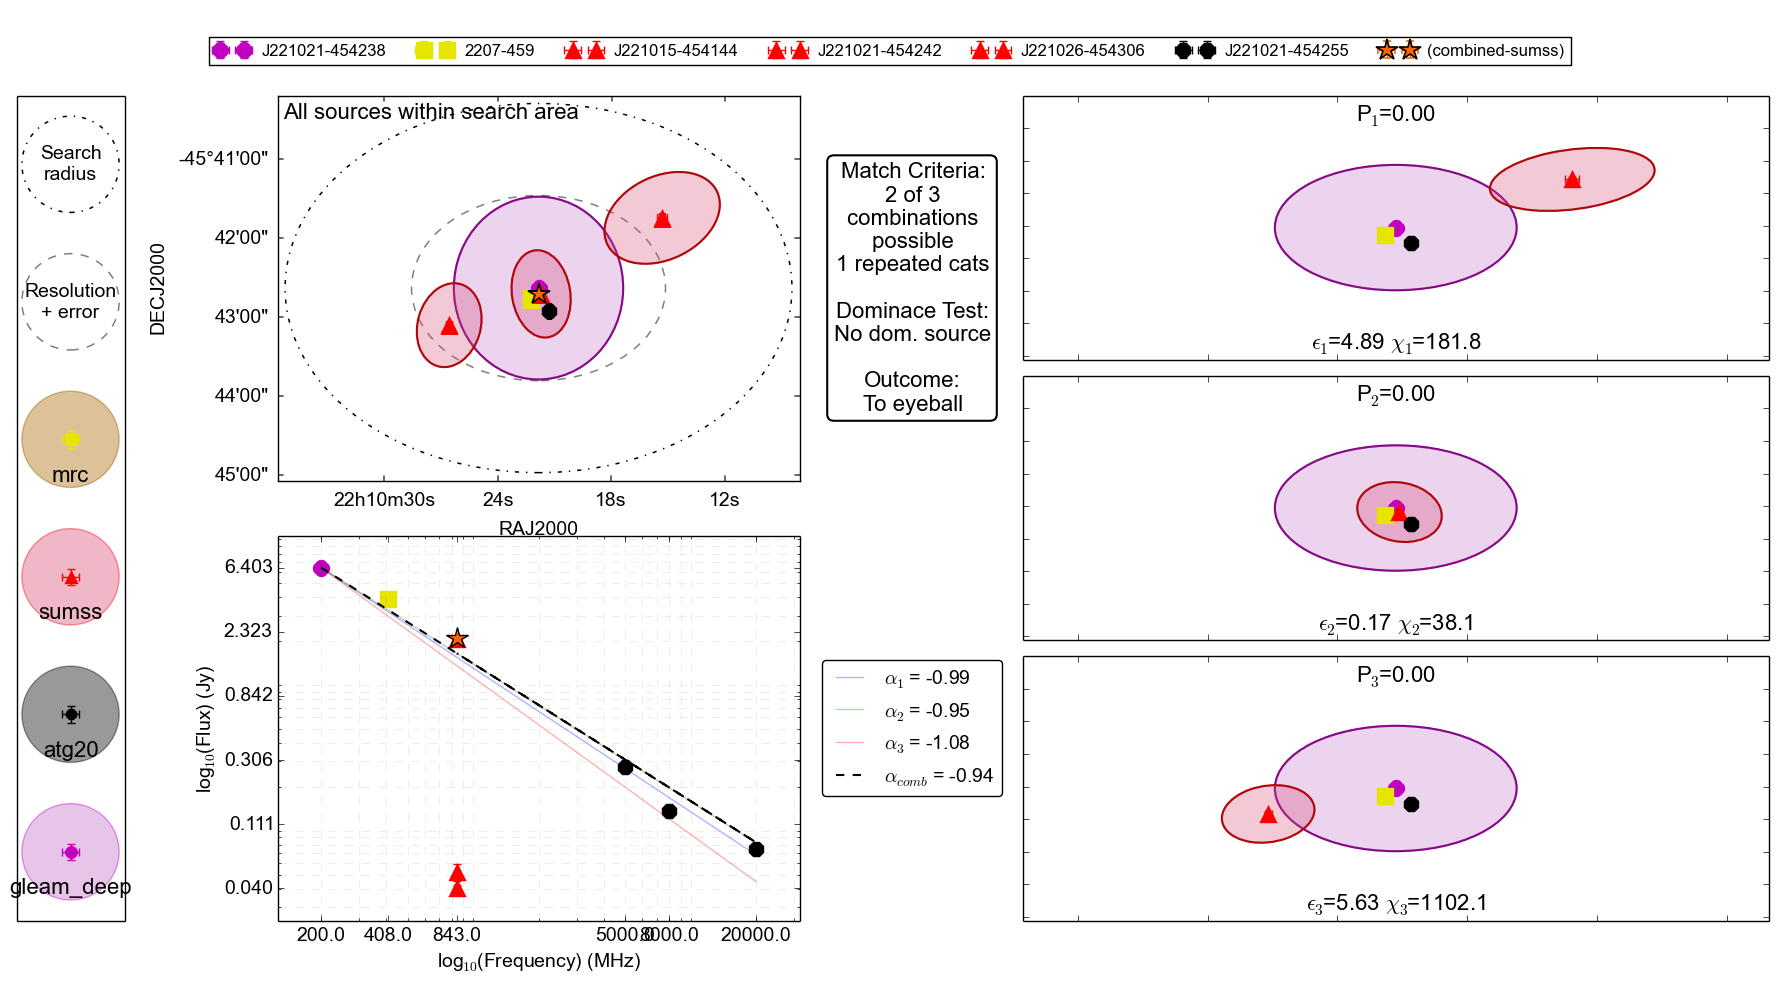 J221021-454238
2207-459
J221015-454144
J221021-454242
J221026-454306
J221021-454255
(combined-sumss)
Search
radius
Resolution
+ error
mrc
sumss
atg20
gleam_deep
All sources within search area
DECJ2000
-45°41'00"
42'00"
43'00"
44'00"
45'00"
22h10m30s
24s
18s
12s
RAJ2000
log10(Flux) (Jy)
6.403
2.323
0.842
0.306
0.111
0.040
200.0
408.0
843.0
5000.0
8000.0
20000.0
log10(Frequency) (MHz)
Match Criteria:
2 of 3
combinations
possible
1 repeated cats
Dominace Test:
No dom. source
Outcome:
To eyeball
α1 = -0.99
α2 = -0.95
α3 = -1.08
αcomb = -0.94
P1=0.00
ϵ1=4.89 χ1=181.8
P2=0.00
ϵ2=0.17 χ2=38.1
P3=0.00
ϵ3=5.63 χ3=1102.1